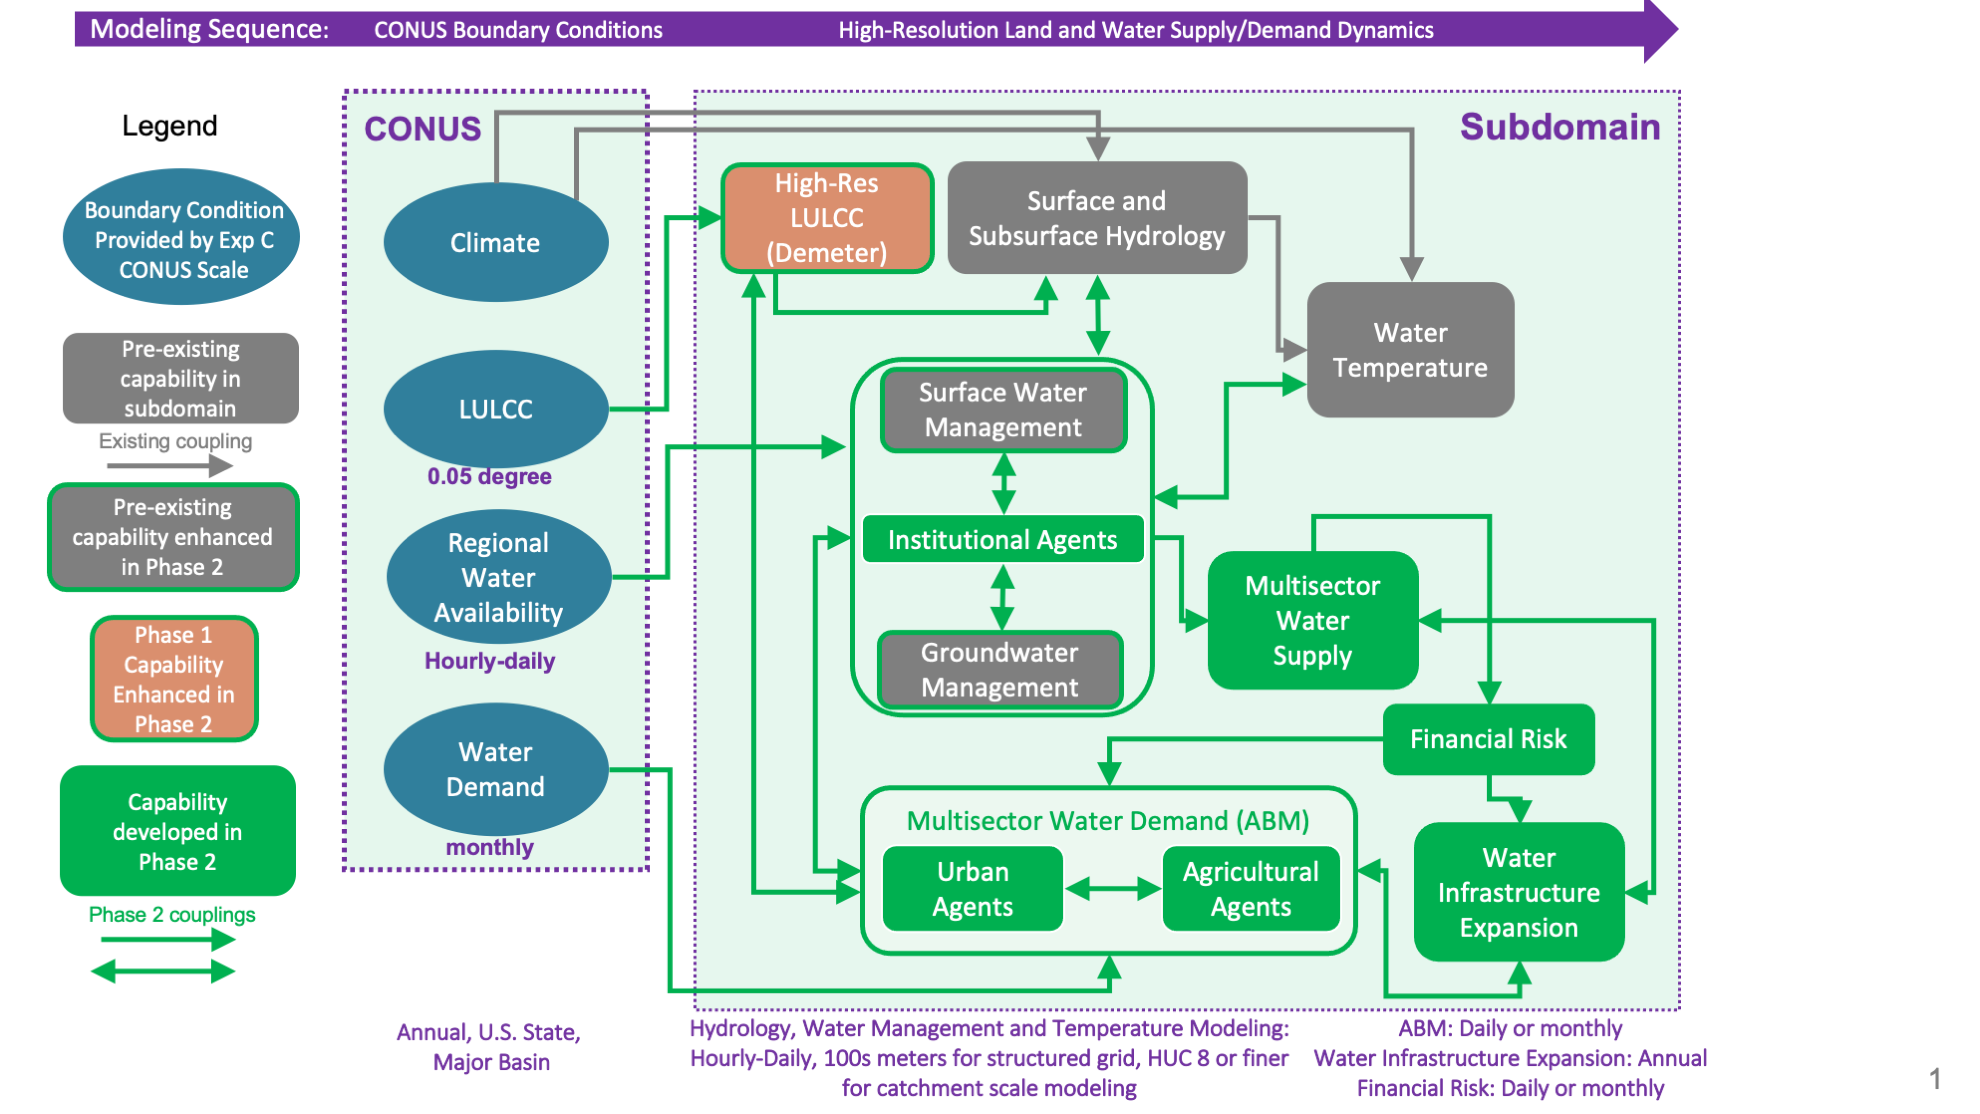 Modeling Sequence:
CONUS Boundary Conditions
High-Resolution Land and Water Supply/Demand Dynamics
Legend
Boundary Condition
Provided by Exp C
CONUS Scale
Pre-existing
capability in
subdomain
Existing coupling
Pre-existing
capability enhanced
in Phase 2
Phase 1
Capability
Enhanced in
Phase 2
Capability
developed in
Phase 2
Phase 2 couplings
CONUS
Climate
LULCC
0.05 degree
Regional
Water
Availability
Hourly-daily
Water
Demand
monthly
Annual, U.S. State,
Major Basin
Subdomain
High-Res
LULCC
(Demeter)
Surface and
Subsurface Hydrology
Water
Temperature
Surface Water
Management
Institutional Agents
Groundwater
Management
Multisector
Water
Supply
Financial Risk
Multisector Water Demand (ABM)
Urban
Agents
Agricultural
Agents
Water
Infrastructure
Expansion
Hydrology, Water Management and Temperature Modeling:
Hourly-Daily, 100s meters for structured grid, HUC 8 or finer
for catchment scale modeling
ABM: Daily or monthly
Water Infrastructure Expansion: Annual
Financial Risk: Daily or monthly
1